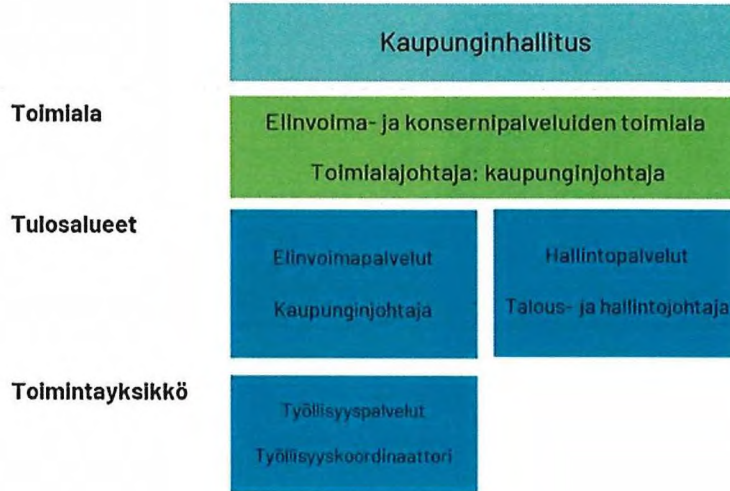 Kaupunginhallitus
Toimiala
Elinvoima- ja konsernipalveluiden toimiala
Toimialajohtaja: kaupunginjohtaja
Tulosalueet
Elinvoimapalvelut
Kaupunginjohtaja
Hallintopalvelut
Talous- ja hallintojohtaja
Toimintayksikkö
Työllisyyspalvelut
Työllisyyskoordinaattori